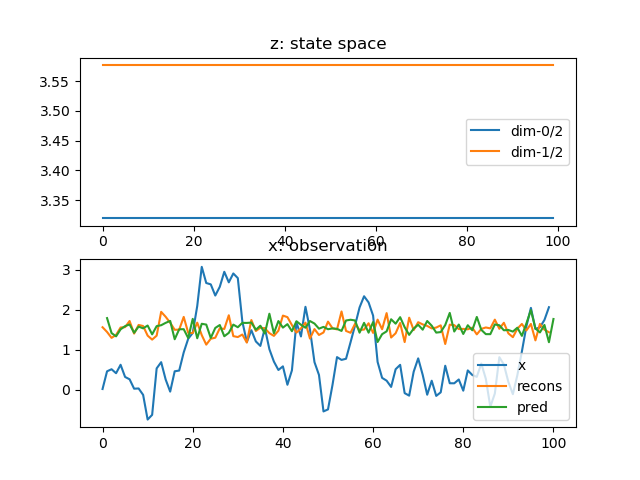 z: state space
3.55
3.50
3.45
3.40
3.35
dim-0/2
dim-1/2
0 20 40 60 80 100
x: observation
3
2
1
0
x
recons
pred
0 20 40 60 80 100